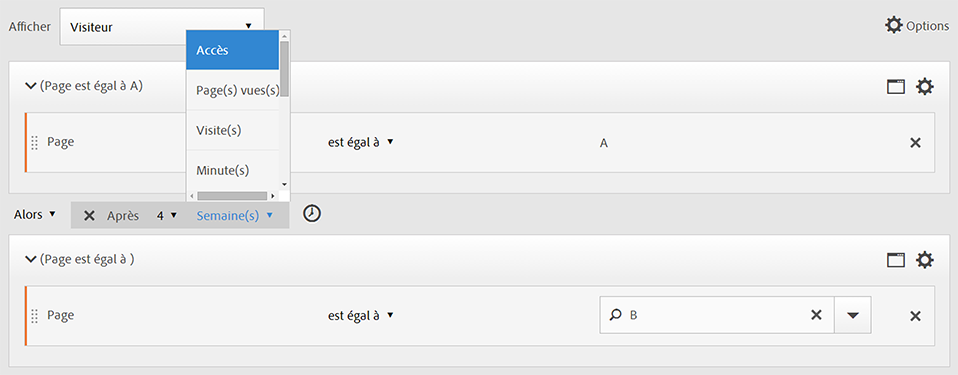 Afficher Visiteur Options
Accès
(Page est égal à A)
Page(s) vues(s)
Visite(s)
Page est égal à A
Minute(s)
Alors Après 4 Semaine(s)
(Page est égal à )
Page est égal à B